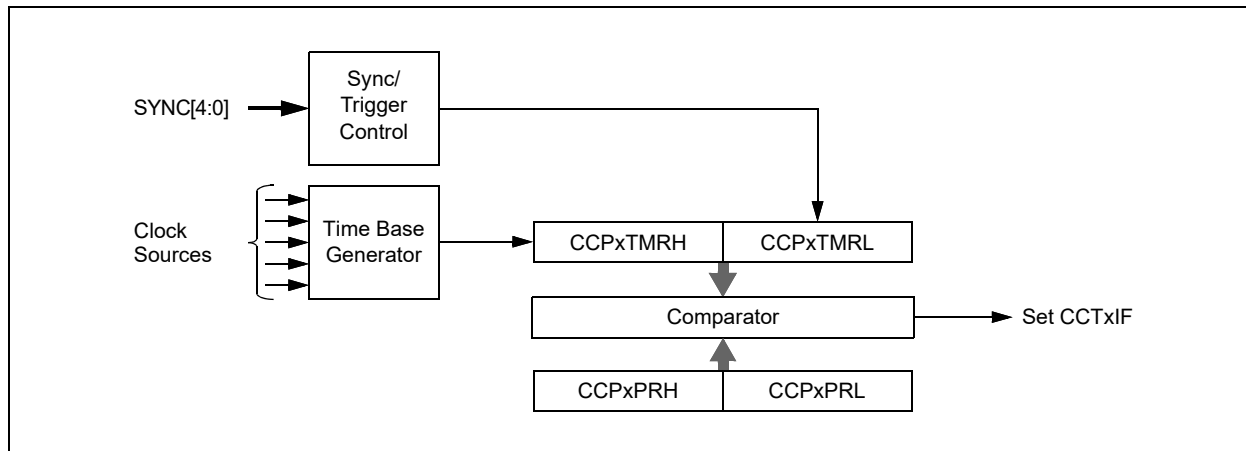 SYNC[4:0]
Sync/
Trigger
Control
Clock
Sources
Time Base
Generator
CCPxTMRH
CCPxTMRL
Comparator
Set CCTxIF
CCPxPRH
CCPxPRL